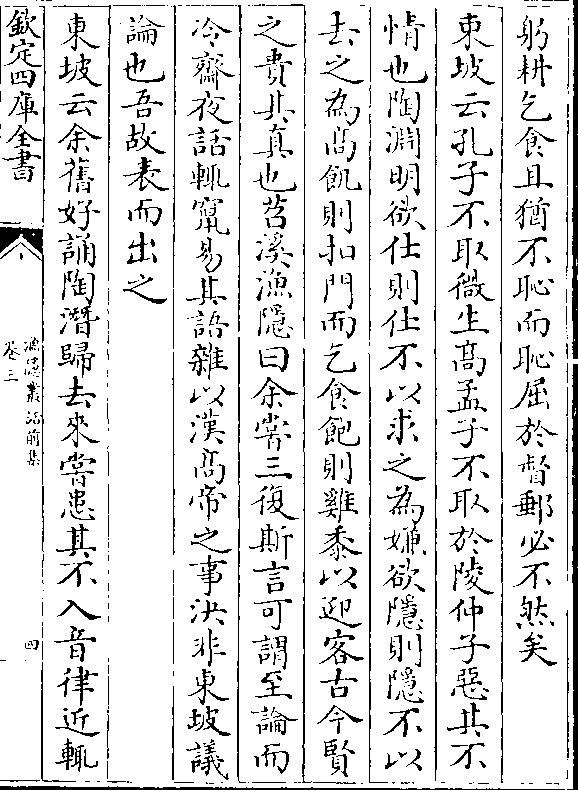 躬耕乞食且猶不恥而恥屈於督郵必不然矣
東坡云孔子不取微生髙孟子不取於陵仲子惡其不
情也陶淵明欲仕則仕不以求之為嫌欲隱則隱不以
去之為髙飢則扣門而乞食飽則雞黍以迎客古今賢
之貴其真也苕溪漁隱曰余嘗三復斯言可謂至論而
冷齋夜話輒竄易其語雜以漢髙帝之事決非東坡議
論也吾故表而出之
東坡云余舊好誦陶潛歸去來嘗患其不入音律近輒
欽定四庫全書
漁隱叢話前集
卷三
四